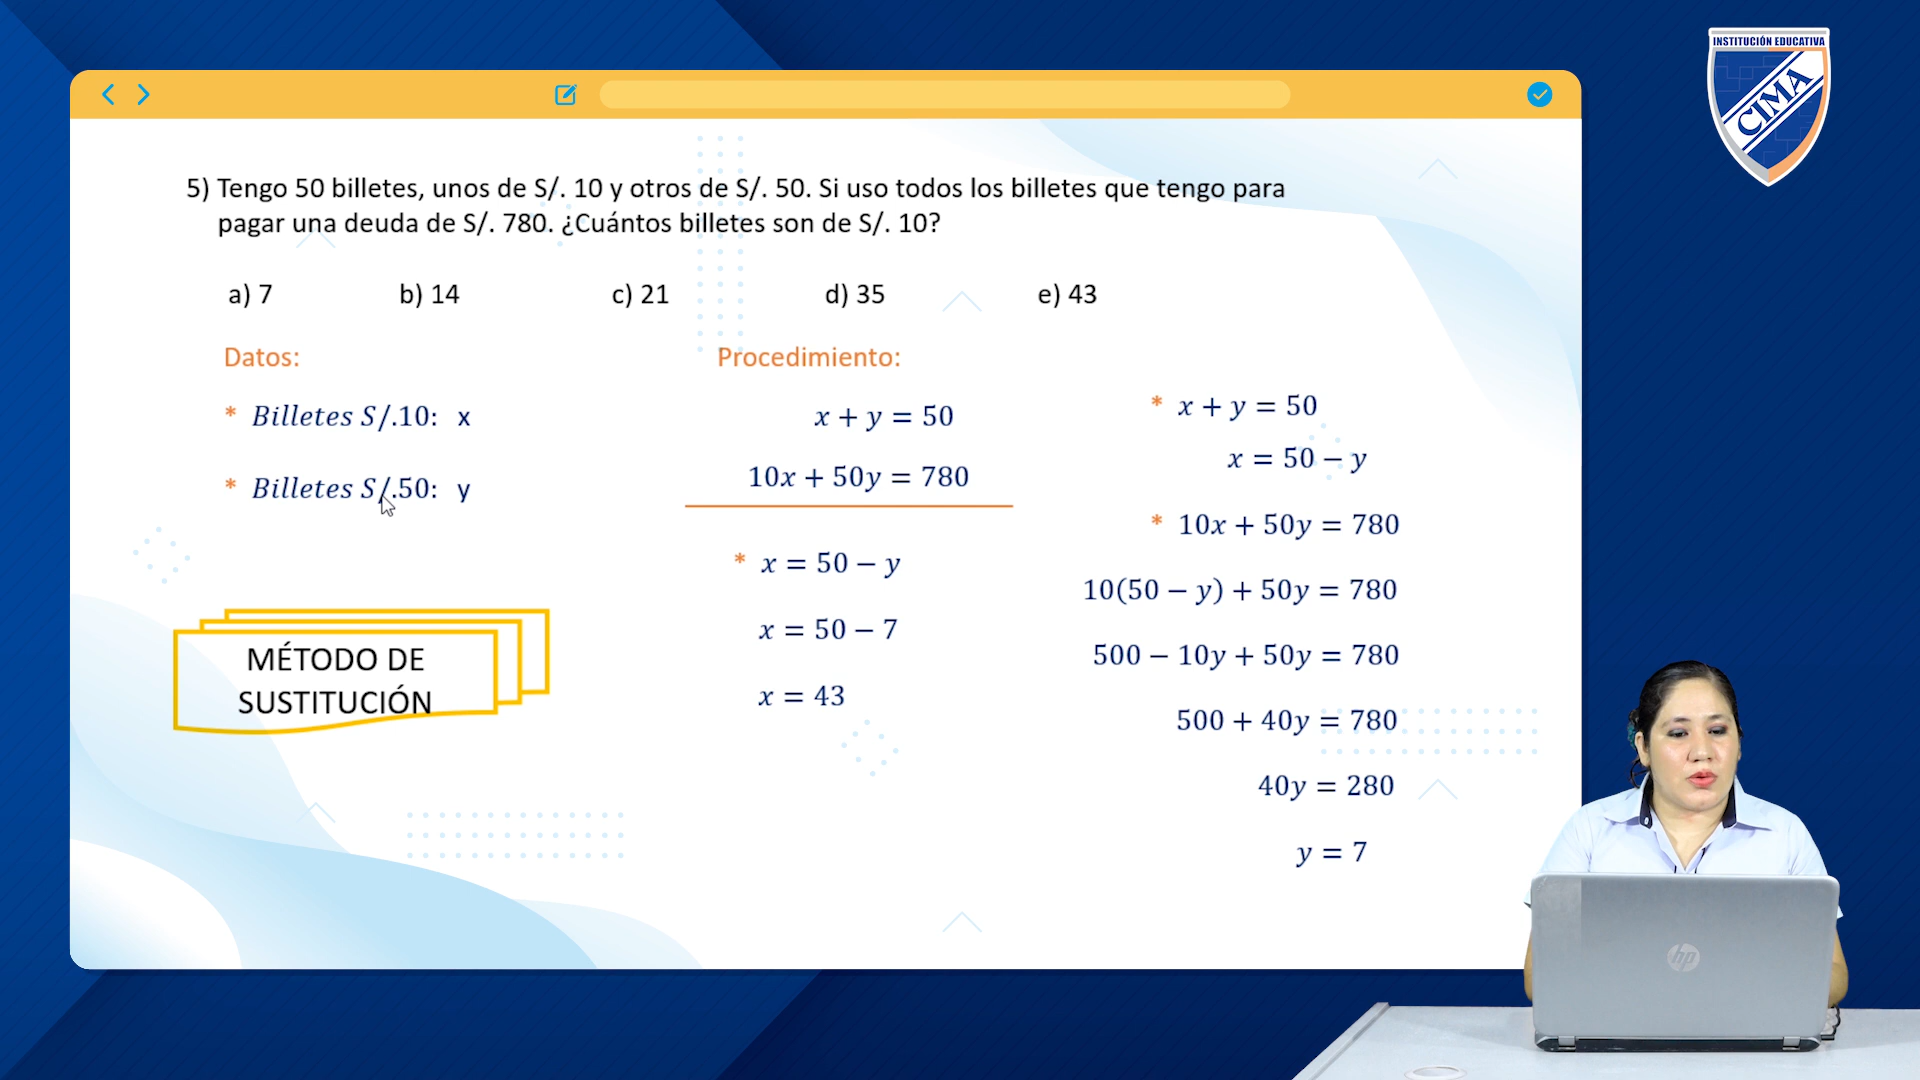 INSTITUCIÓN EDUCATIVA
CIMA
5) Tengo 50 billetes, unos de S/. 10 y otros de S/. 50. Si uso todos los billetes que tengo para
pagar una deuda de S/. 780. ¿Cuántos billetes son de S/. 10?
a) 7 b) 14 c) 21 d) 35 e) 43
Datos:
* Billetes S/.10: x
* Billetes S/.50: y
MÉTODO DE
SUSTITUCIÓN
Procedimiento:
x + y = 50
10x + 50y = 780
* x = 50 − y
x = 50 − 7
x = 43
* x + y = 50
x = 50 − y
* 10x + 50y = 780
10(50 − y) + 50y = 780
500 − 10y + 50y = 780
500 + 40y = 780
40y = 280
y = 7
hp